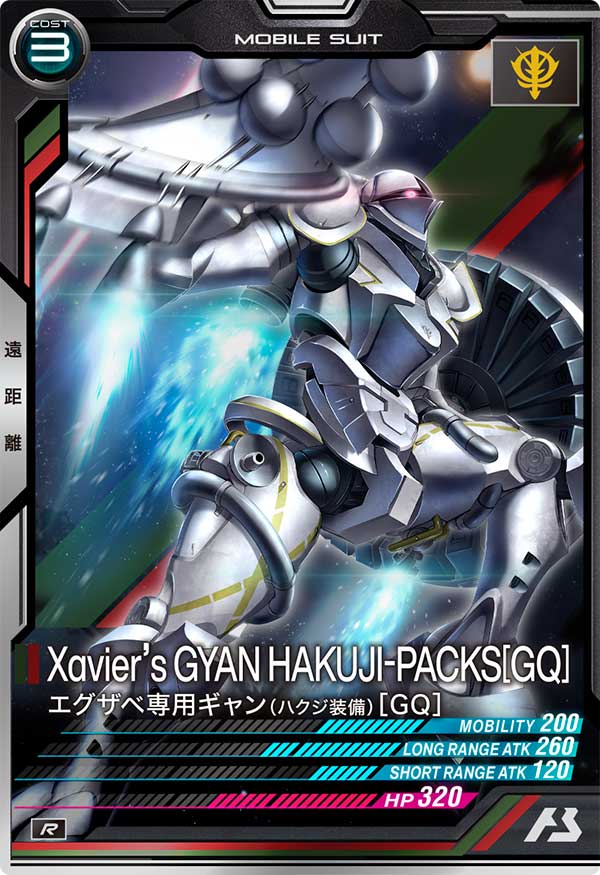 COST
3
MOBILE SUIT
遠距離
Xavier's GYAN HAKUJI-PACKS[GQ]
エグザベ専用ギャン(ハクジ装備)[GQ]
MOBILITY 200
LONG RANGE ATK 260
SHORT RANGE ATK 120
HP 320
R